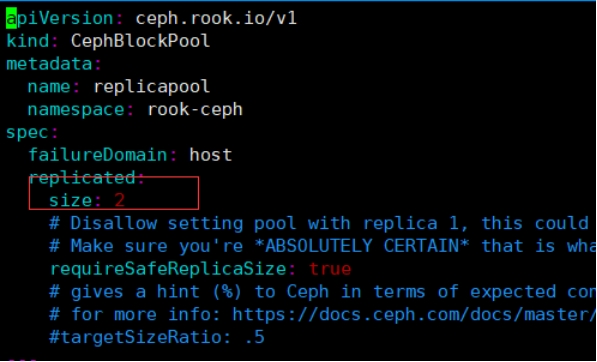 apiVersion: ceph.rook.io/v1
kind: CephBlockPool
metadata:
  name: replicapool
  namespace: rook-ceph
spec:
  failureDomain: host
  replicated:
    size: 2
    # Disallow setting pool with replica 1, this could
    # Make sure you're *ABSOLUTELY CERTAIN* that is wha
    requireSafeReplicaSize: true
    # gives a hint (%) to Ceph in terms of expected con
    # for more info: https://docs.ceph.com/docs/master/
    #targetSizeRatio: .5